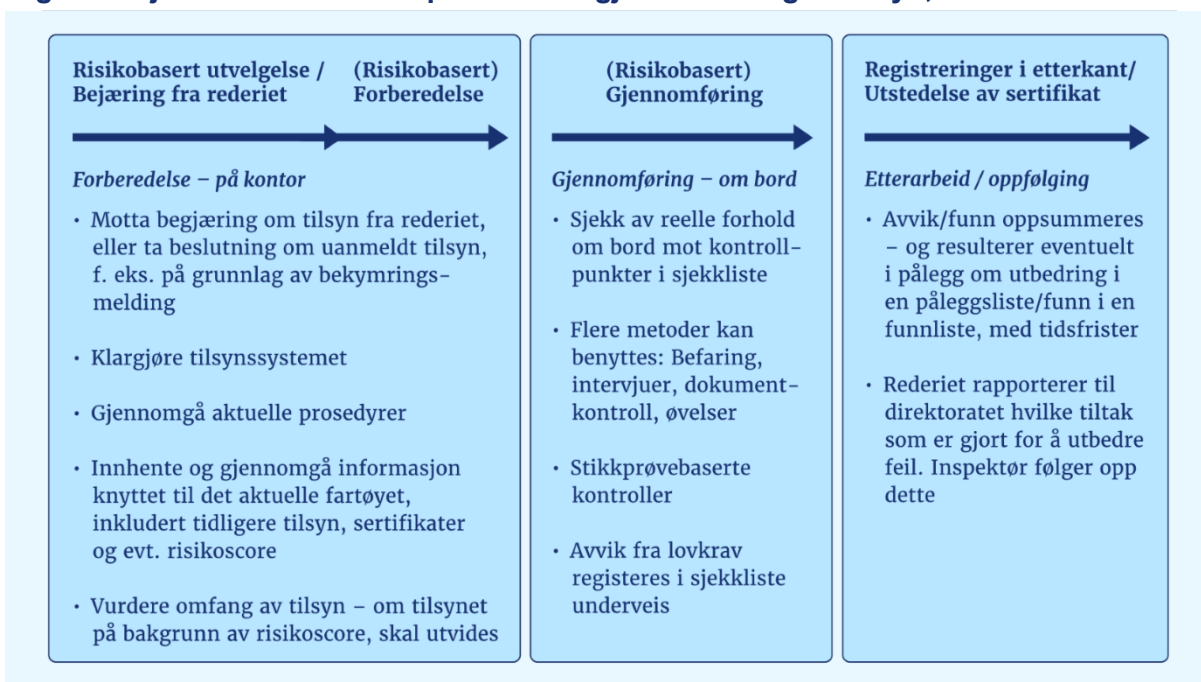 Risikobasert utvelgelse /
Bejæring fra rederiet
(Risikobasert)
Forberedelse
Forberedelse – på kontor
· Motta begjæring om tilsyn fra rederiet,
eller ta beslutning om uanmeldt tilsyn,
f. eks. på grunnlag av bekymrings-
melding
· Klargjøre tilsynssystemet
· Gjennomgå aktuelle prosedyrer
· Innhente og gjennomgå informasjon
knyttet til det aktuelle fartøyet,
inkludert tidligere tilsyn, sertifikater
og evt. risikoscore
· Vurdere omfang av tilsyn – om tilsynet
på bakgrunn av risikoscore, skal utvides
(Risikobasert)
Gjennomføring
Gjennomføring – om bord
· Sjekk av reelle forhold
om bord mot kontroll-
punkter i sjekkliste
· Flere metoder kan
benyttes: Befaring,
intervjuer, dokument-
kontroll, øvelser
· Stikkprøvebaserte
kontroller
· Avvik fra lovkrav
registeres i sjekkliste
underveis
Registreringer i etterkant/
Utstedelse av sertifikat
Etterarbeid / oppfølging
· Avvik/funn oppsummeres
– og resulterer eventuelt
i pålegg om utbedring i
en påleggsliste/funn i en
funnliste, med tidsfrister
· Rederiet rapporterer til
direktoratet hvilke tiltak
som er gjort for å utbedre
feil. Inspektør følger opp
dette